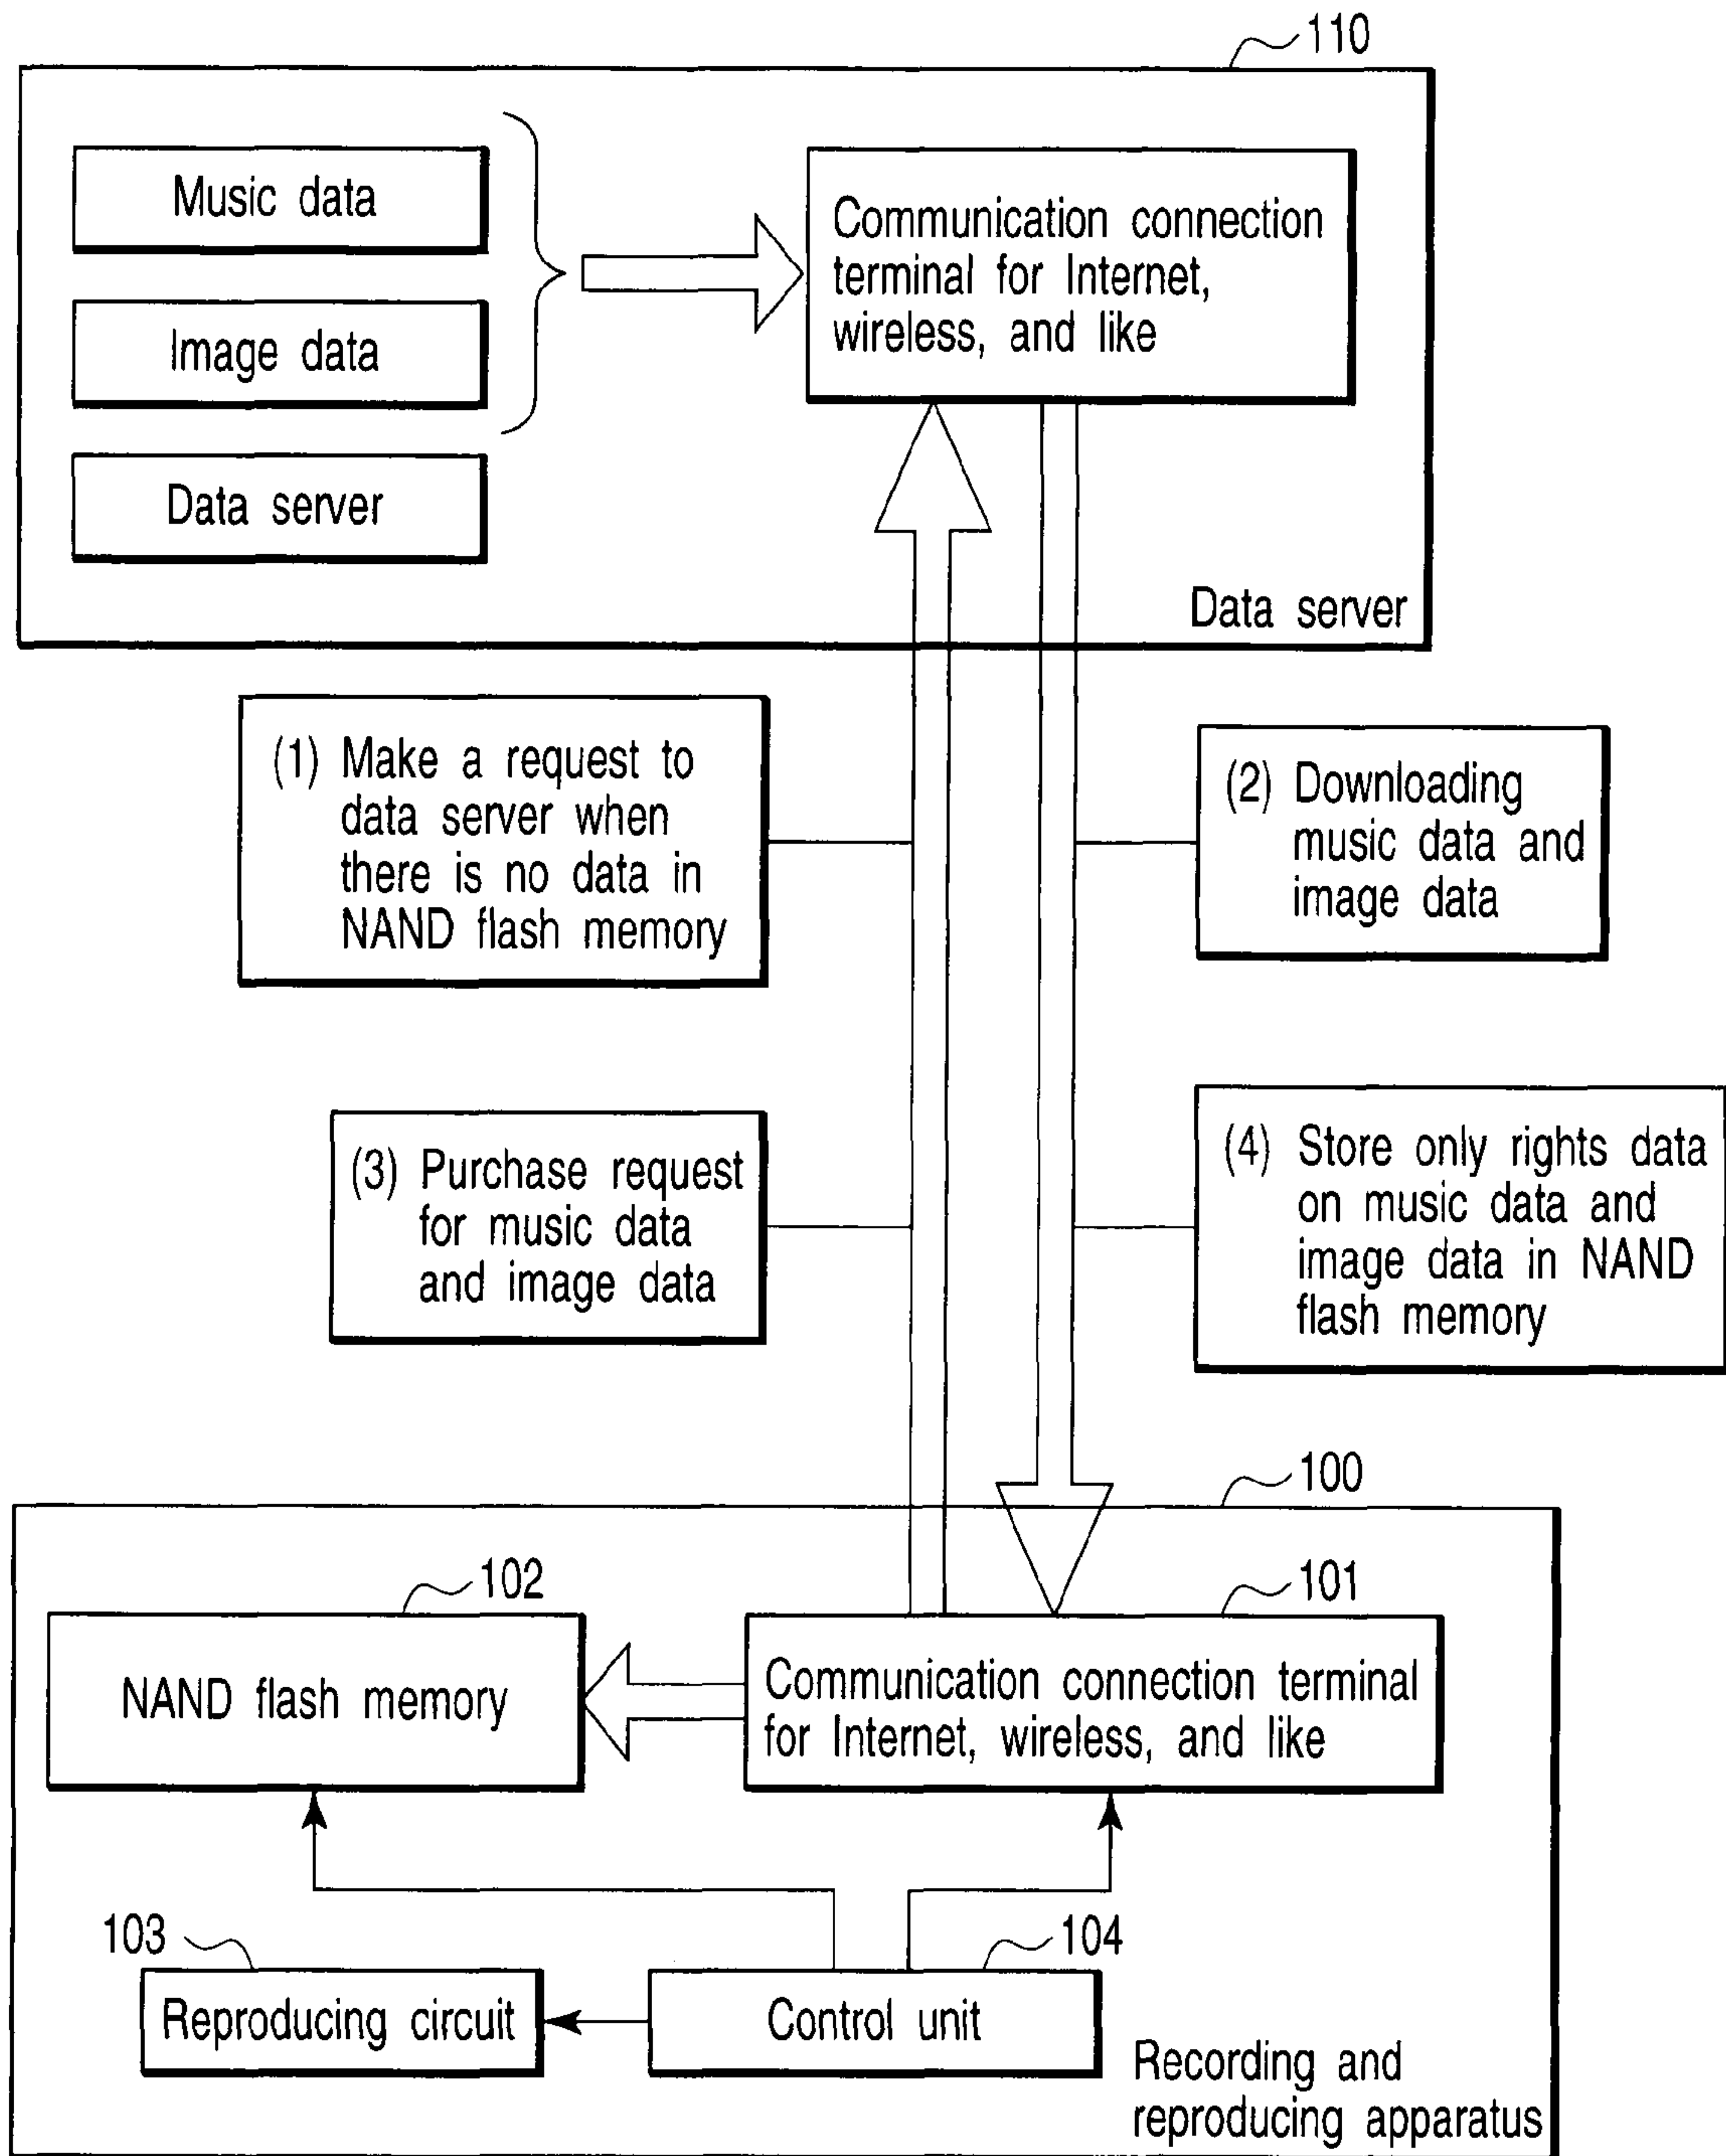 110
Music data
Communication connection
terminal for Internet,
wireless, and like
Image data
Data server
Data server
(1) Make a request to
data server when
there is no data in
NAND flash memory
(2) Downloading
music data and
image data
(3) Purchase request
for music data
and image data
(4) Store only rights data
on music data and
image data in NAND
flash memory
100
102
101
NAND flash memory
Communication connection terminal
for Internet, wireless, and like
103
104
Reproducing circuit
Control unit
Recording and
reproducing apparatus